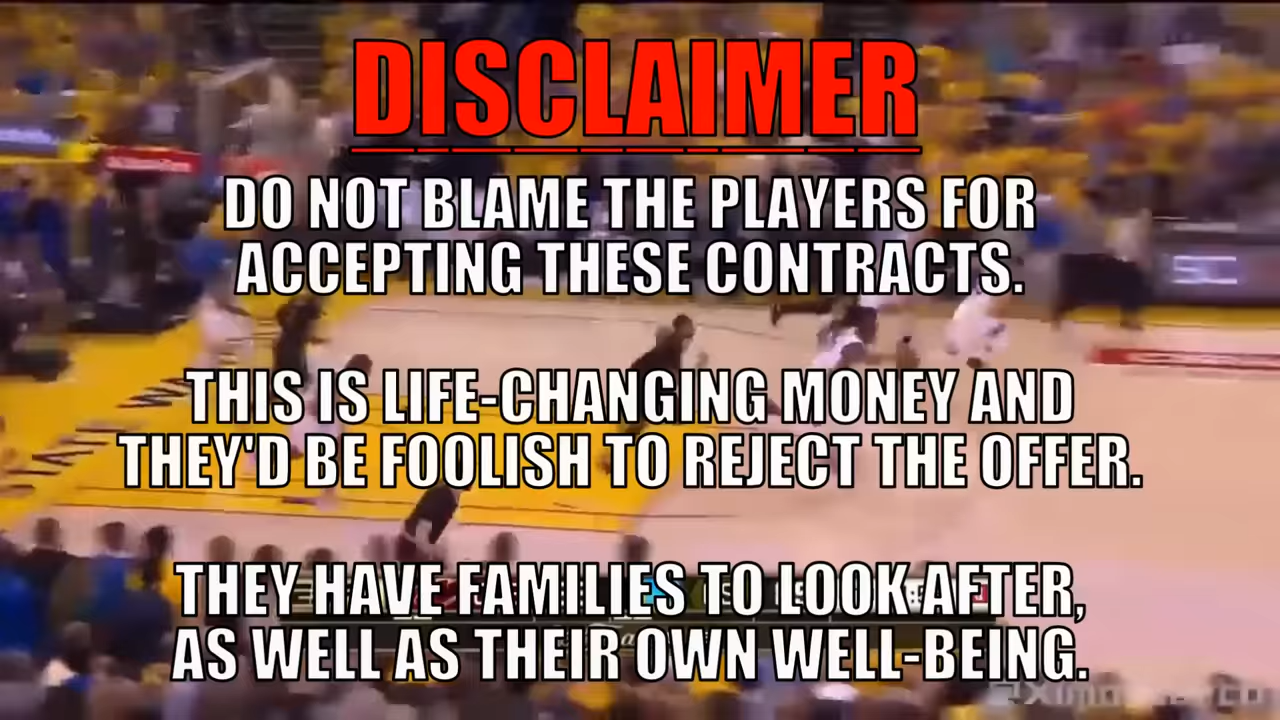 DISCLAIMER
DO NOT BLAME THE PLAYERS FOR
ACCEPTING THESE CONTRACTS.
THIS IS LIFE-CHANGING MONEY AND
THEY'D BE FOOLISH TO REJECT THE OFFER.
THEY HAVE FAMILIES TO LOOK AFTER,
AS WELL AS THEIR OWN WELL-BEING.